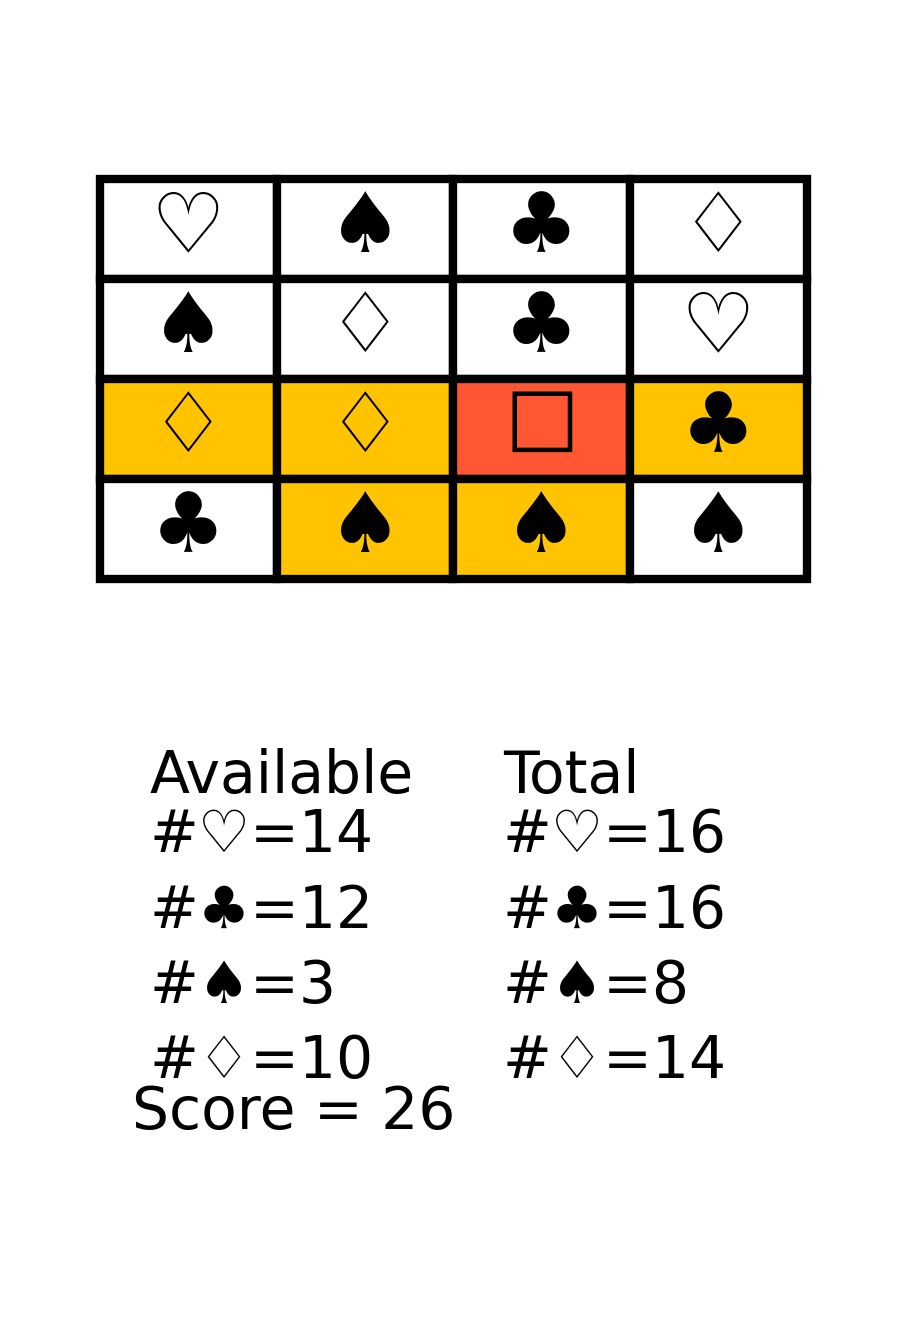 ♡ ♠ ♣ ♢
♠ ♢ ♣ ♡
♢ ♢ □ ♣
♣ ♠ ♠ ♠
Available Total
#♡=14 #♡=16
#♣=12 #♣=16
#♠=3 #♠=8
#♢=10 #♢=14
Score = 26